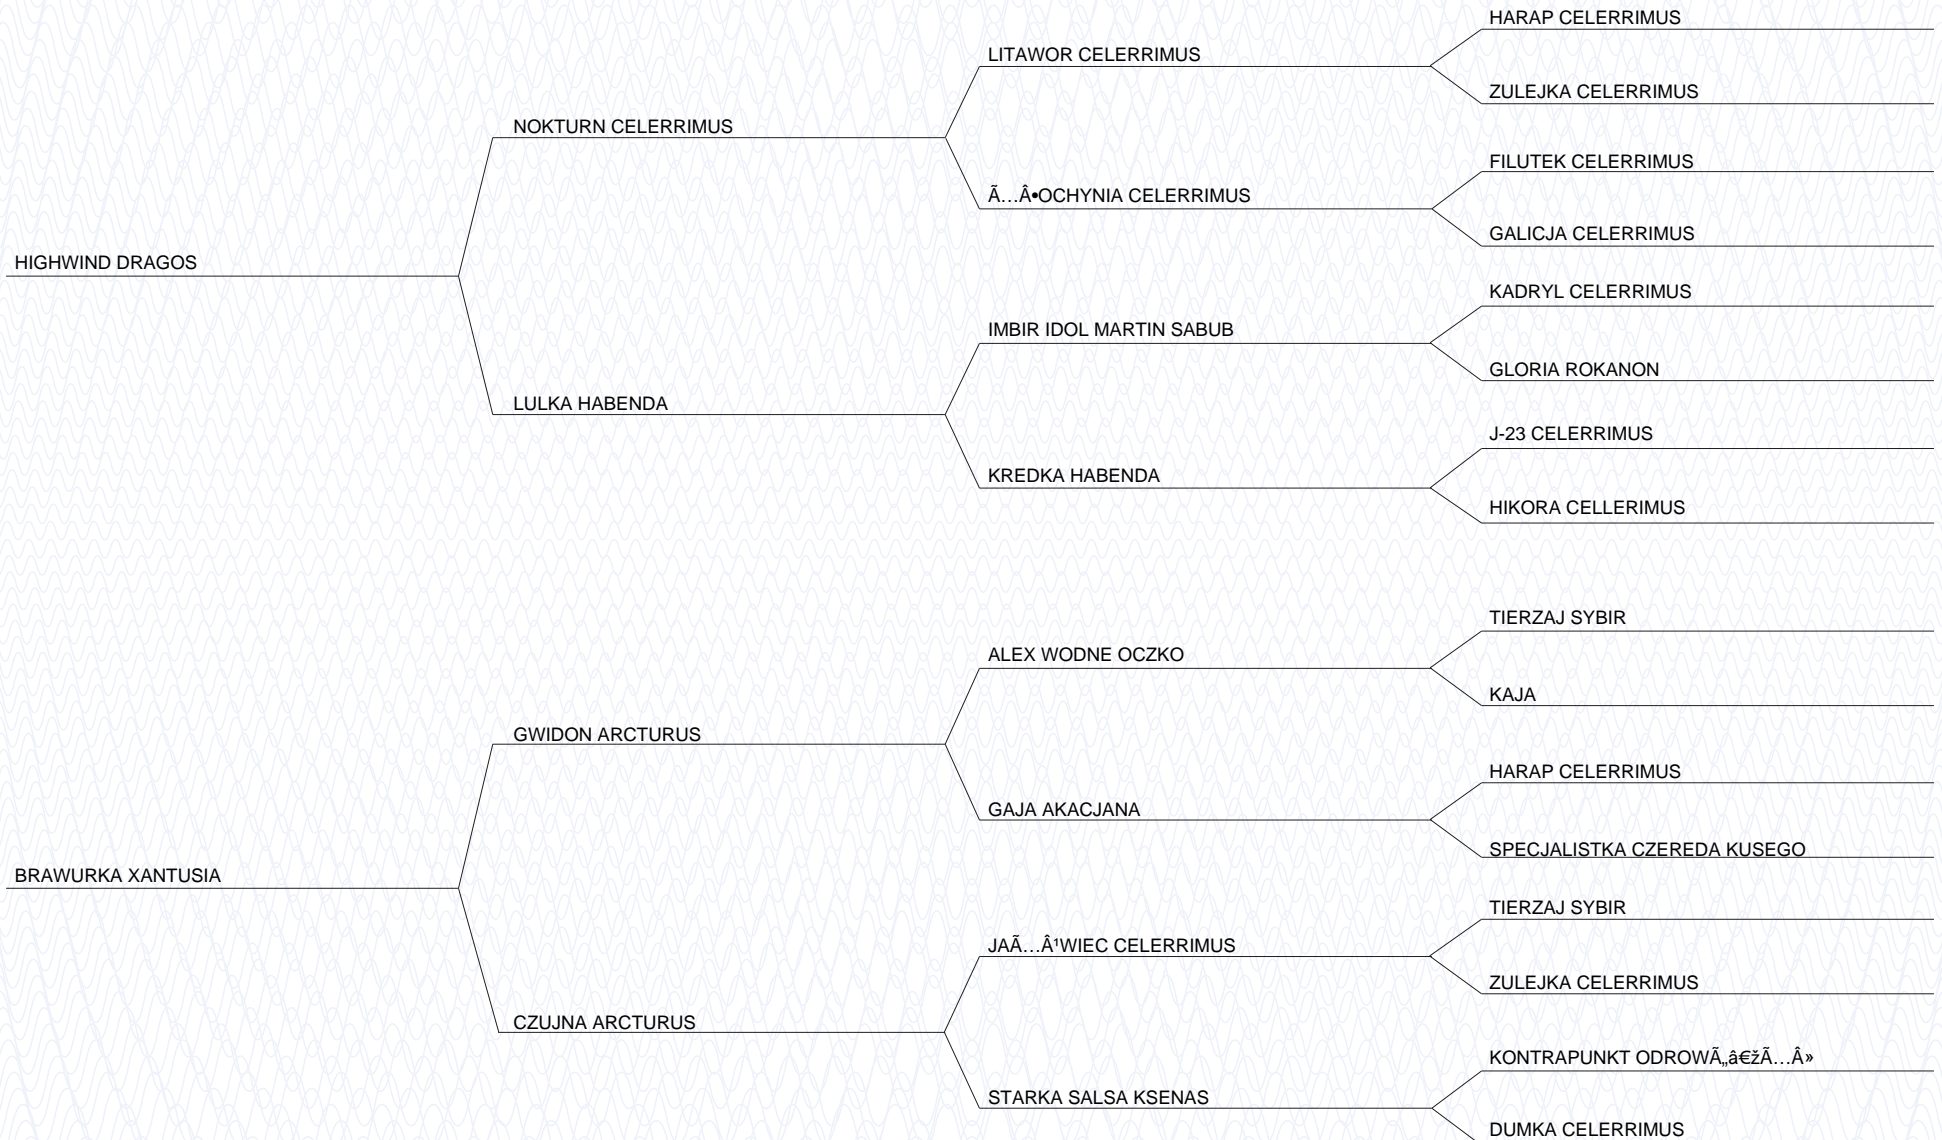 HARAP CELERRIMUS
LITAWOR CELERRIMUS
ZULEJKA CELERRIMUS
NOKTURN CELERRIMUS
FILUTEK CELERRIMUS
Ã…Â•OCHYNIA CELERRIMUS
GALICJA CELERRIMUS
HIGHWIND DRAGOS
KADRYL CELERRIMUS
IMBIR IDOL MARTIN SABUB
GLORIA ROKANON
LULKA HABENDA
J-23 CELERRIMUS
KREDKA HABENDA
HIKORA CELLERIMUS
TIERZAJ SYBIR
ALEX WODNE OCZKO
KAJA
GWIDON ARCTURUS
HARAP CELERRIMUS
GAJA AKACJANA
SPECJALISTKA CZEREDA KUSEGO
BRAWURKA XANTUSIA
TIERZAJ SYBIR
JAÃ…Â¹WIEC CELERRIMUS
ZULEJKA CELERRIMUS
CZUJNA ARCTURUS
KONTRAPUNKT ODROWÃ„â€žÃ…Â»
STARKA SALSA KSENAS
DUMKA CELERRIMUS